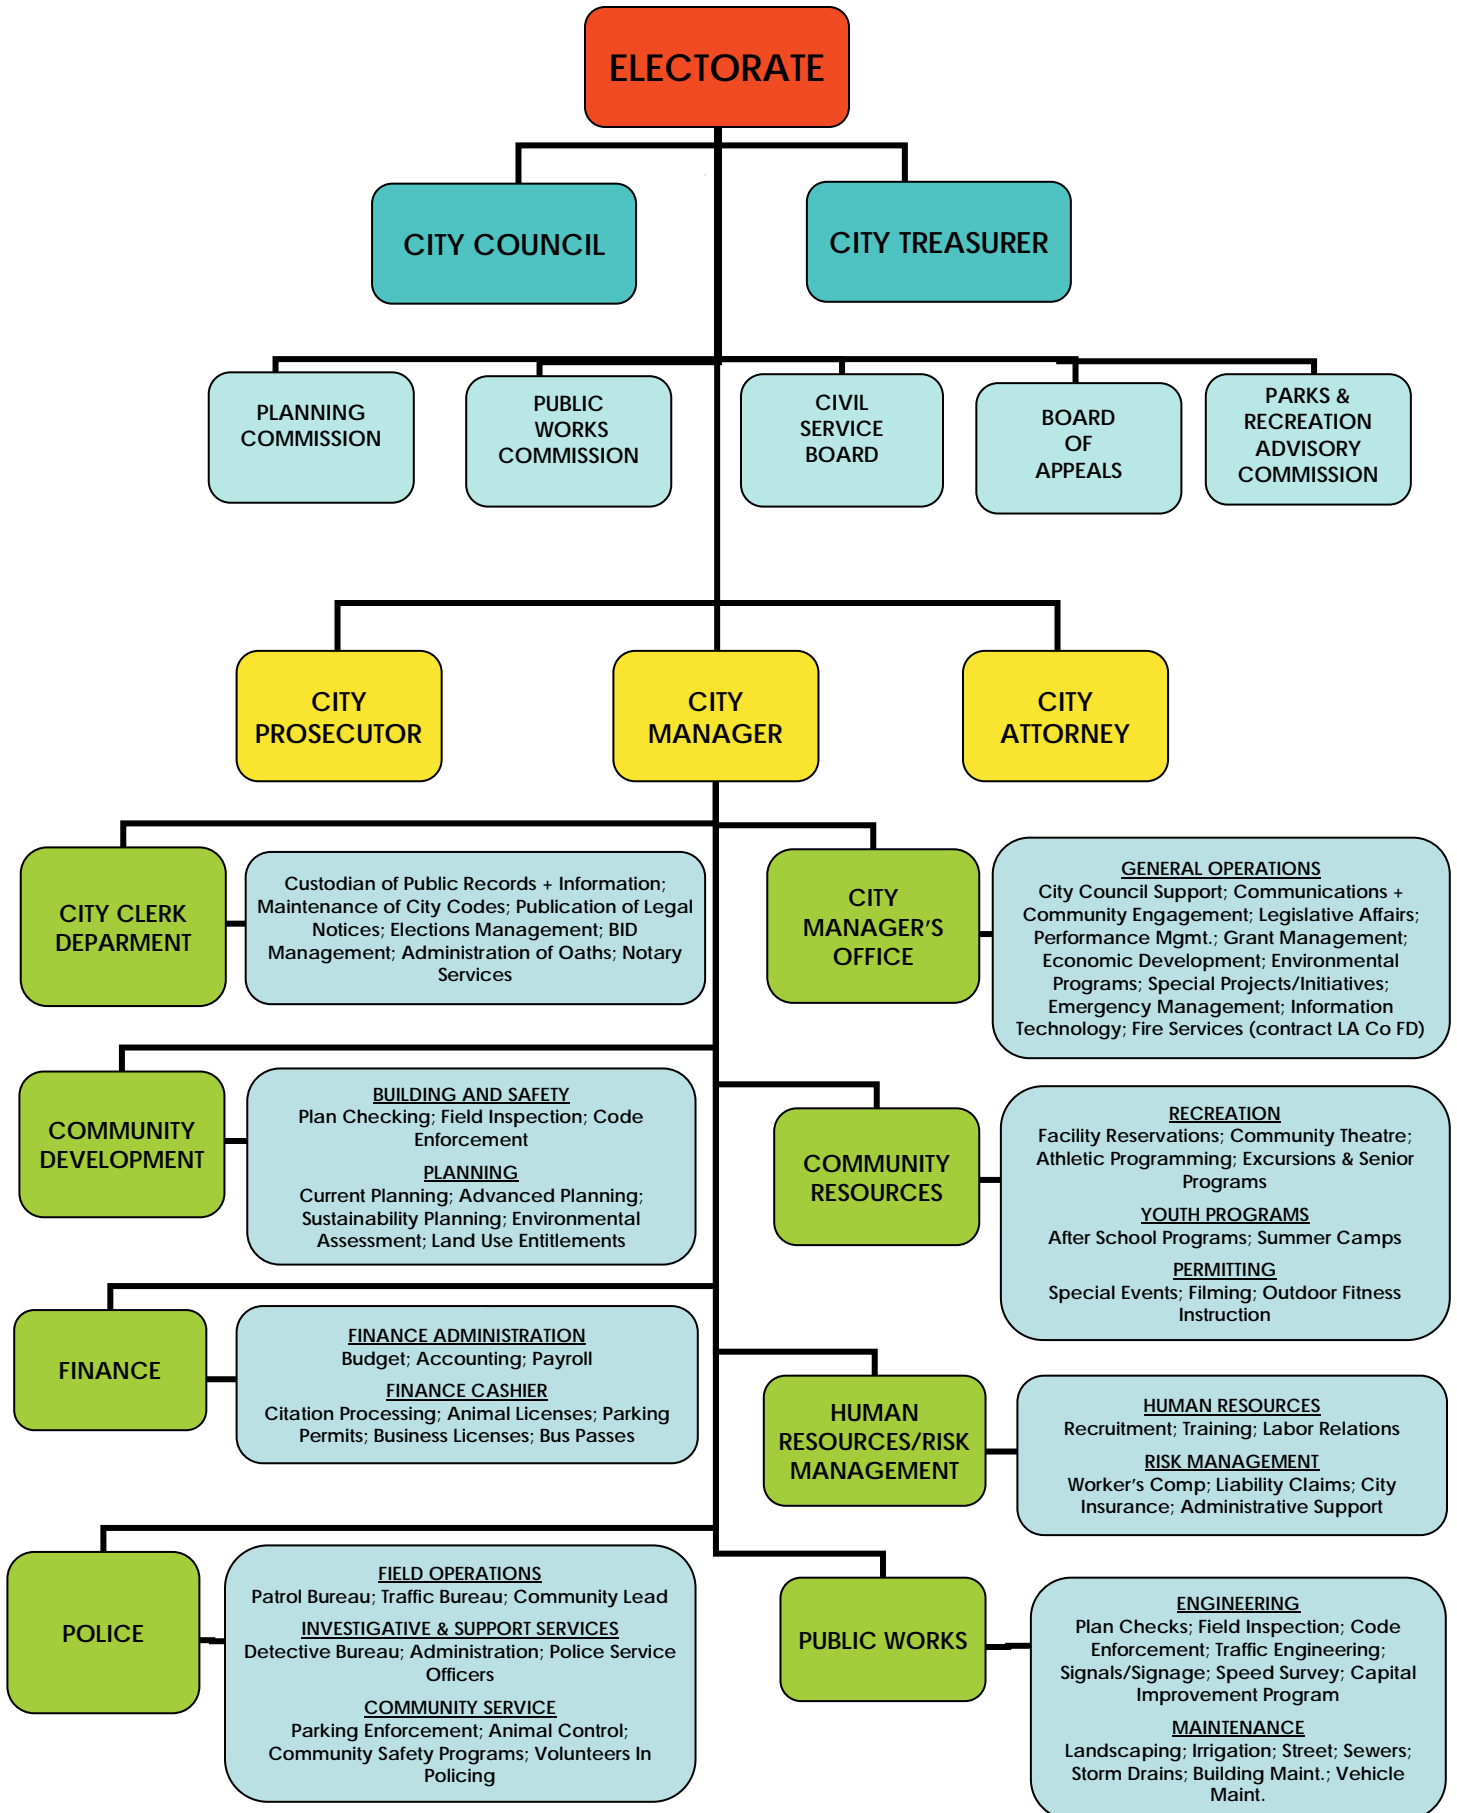 ELECTORATE
CITY COUNCIL
CITY TREASURER
PLANNING
COMMISSION
PUBLIC
WORKS
COMMISSION
CIVIL
SERVICE
BOARD
BOARD
OF
APPEALS
PARKS &
RECREATION
ADVISORY
COMMISSION
CITY
PROSECUTOR
CITY
MANAGER
CITY
ATTORNEY
CITY CLERK
DEPARMENT
Custodian of Public Records + Information;
Maintenance of City Codes; Publication of Legal
Notices; Elections Management; BID
Management; Administration of Oaths; Notary
Services
CITY
MANAGER'S
OFFICE
GENERAL OPERATIONS
City Council Support; Communications +
Community Engagement; Legislative Affairs;
Performance Mgmt.; Grant Management;
Economic Development; Environmental
Programs; Special Projects/Initiatives;
Emergency Management; Information
Technology; Fire Services (contract LA Co FD)
COMMUNITY
DEVELOPMENT
BUILDING AND SAFETY
Plan Checking; Field Inspection; Code
Enforcement
PLANNING
Current Planning; Advanced Planning;
Sustainability Planning; Environmental
Assessment; Land Use Entitlements
COMMUNITY
RESOURCES
RECREATION
Facility Reservations; Community Theatre;
Athletic Programming; Excursions & Senior
Programs
YOUTH PROGRAMS
After School Programs; Summer Camps
PERMITTING
Special Events; Filming; Outdoor Fitness
Instruction
FINANCE
FINANCE ADMINISTRATION
Budget; Accounting; Payroll
FINANCE CASHIER
Citation Processing; Animal Licenses; Parking
Permits; Business Licenses; Bus Passes
HUMAN
RESOURCES/RISK
MANAGEMENT
HUMAN RESOURCES
Recruitment; Training; Labor Relations
RISK MANAGEMENT
Worker's Comp; Liability Claims; City
Insurance; Administrative Support
POLICE
FIELD OPERATIONS
Patrol Bureau; Traffic Bureau; Community Lead
INVESTIGATIVE & SUPPORT SERVICES
Detective Bureau; Administration; Police Service
Officers
COMMUNITY SERVICE
Parking Enforcement; Animal Control;
Community Safety Programs; Volunteers In
Policing
PUBLIC WORKS
ENGINEERING
Plan Checks; Field Inspection; Code
Enforcement; Traffic Engineering;
Signals/Signage; Speed Survey; Capital
Improvement Program
MAINTENANCE
Landscaping; Irrigation; Street; Sewers;
Storm Drains; Building Maint.; Vehicle
Maint.